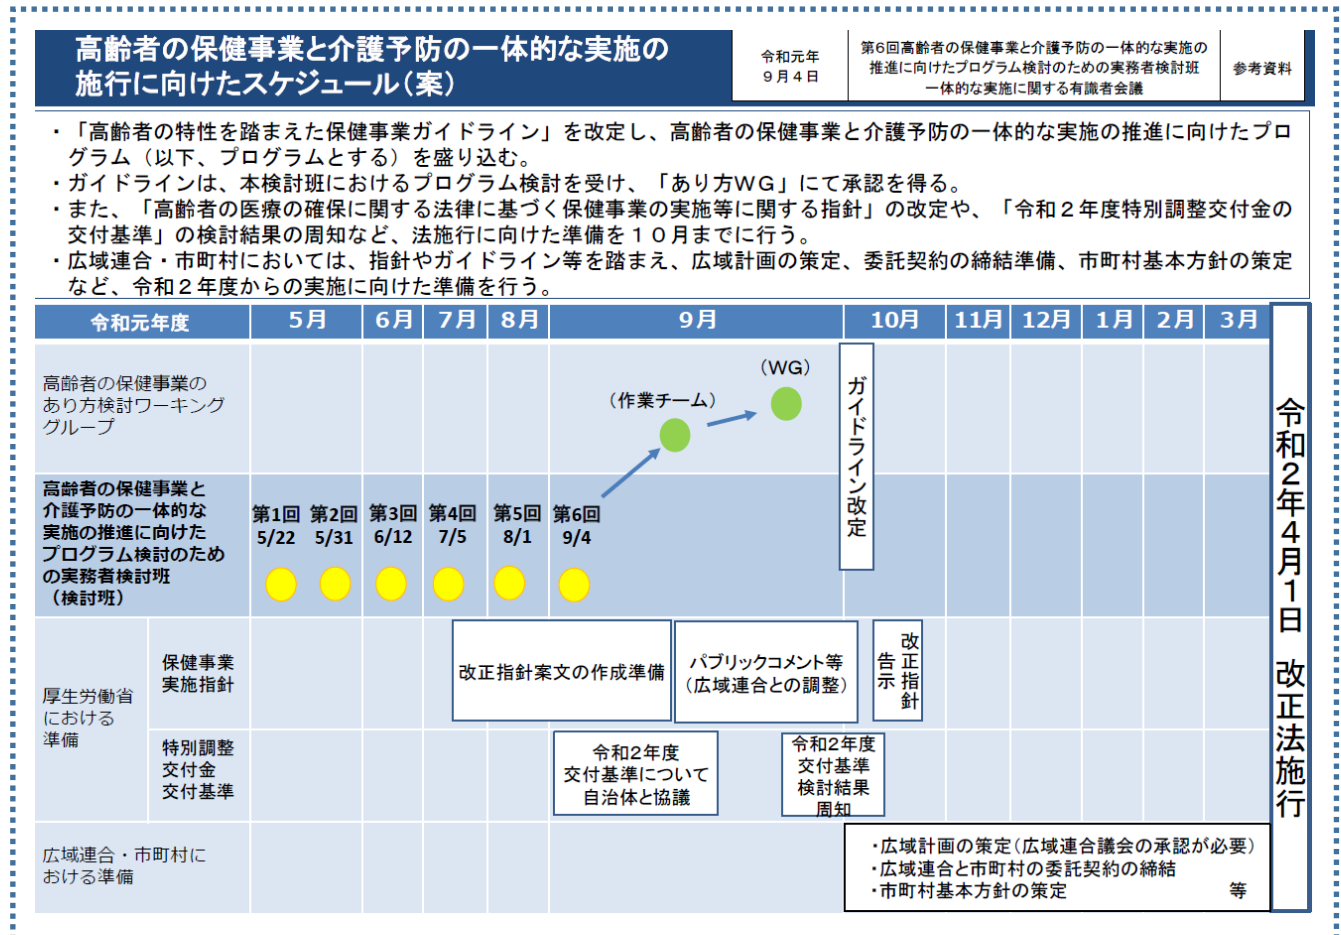 高齢者の保健事業と介護予防の一体的な実施の
施行に向けたスケジュール(案)
令和元年
9月4日
第6回高齢者の保健事業と介護予防の一体的な実施の
推進に向けたプログラム検討のための実務者検討班
一体的な実施に関する有識者会議
参考資料
・「高齢者の特性を踏まえた保健事業ガイドライン」を改定し、高齢者の保健事業と介護予防の一体的な実施の推進に向けたプロ
グラム(以下、プログラムとする)を盛り込む。
・ガイドラインは、本検討班におけるプログラム検討を受け、「あり方WG」にて承認を得る。
・また、「高齢者の医療の確保に関する法律に基づく保健事業の実施等に関する指針」の改定や、「令和２年度特別調整交付金の
交付基準」の検討結果の周知など、法施行に向けた準備を１０月までに行う。
・広域連合・市町村においては、指針やガイドライン等を踏まえ、広域計画の策定、委託契約の締結準備、市町村基本方針の策定
など、令和２年度からの実施に向けた準備を行う。
令和元年度 5月 6月 7月 8月 9月 10月 11月 12月 1月 2月 3月
高齢者の保健事業の
あり方検討ワーキング
グループ
(作業チーム)
(WG)
ガイドライン改定
高齢者の保健事業と
介護予防の一体的な
実施の推進に向けた
プログラム検討のため
の実務者検討班
(検討班)
第1回 第2回 第3回 第4回 第5回 第6回
5/22 5/31 6/12 7/5 8/1 9/4
厚生労働省
における
準備
保健事業
実施指針
改正指針案文の作成準備
パブリックコメント等
(広域連合との調整)
改正指針
告示
特別調整
交付金
交付基準
令和2年度
交付基準について
自治体と協議
令和2年度
交付基準
検討結果
周知
広域連合・市町村に
おける準備
・広域計画の策定(広域連合議会の承認が必要)
・広域連合と市町村の委託契約の締結
・市町村基本方針の策定 等
令和2年4月1日 改正法施行